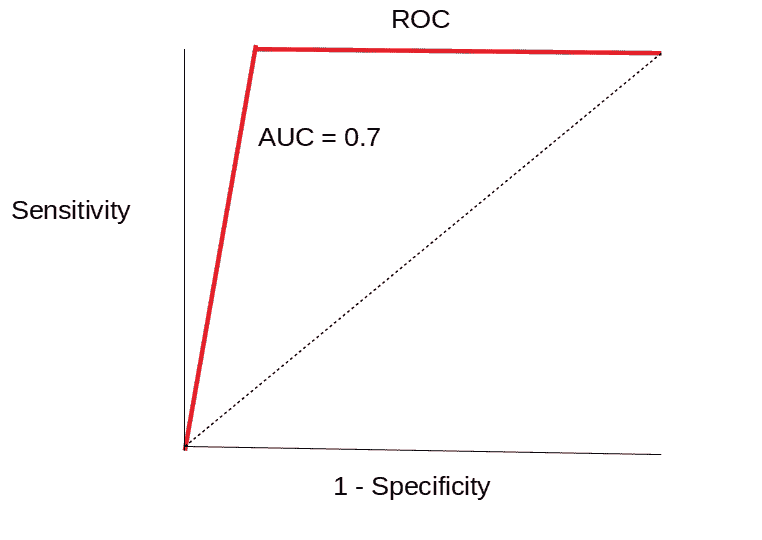 ROC
AUC = 0.7
Sensitivity
1 - Specificity